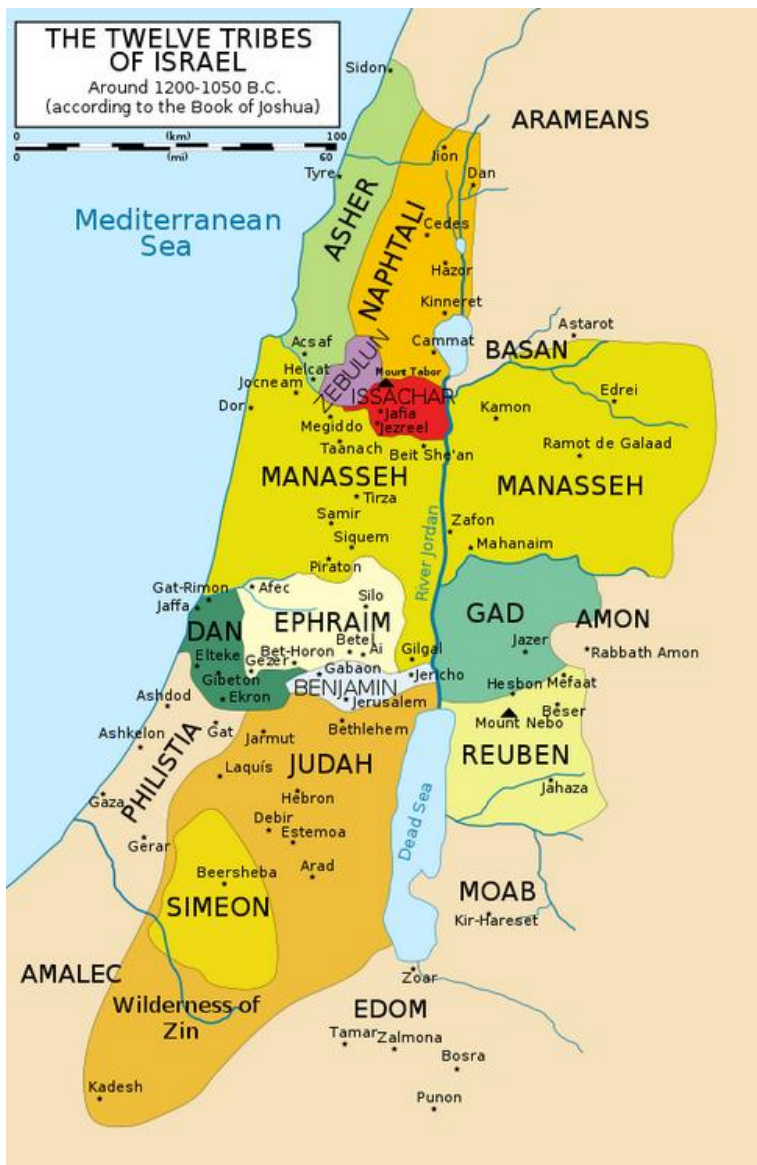 THE TWELVE TRIBES
OF ISRAEL
Around 1200-1050 B.C.
(according to the Book of Joshua)
0 (km) 100
0 (mi) 60
Sidon
ARAMEANS
Iion
Tyre
Dan
ASHER
Mediterranean
Sea
NAPHTALI
Cedes
Hazor
Kinneret
Astarot
Acsaf
Cammat
BASAN
ZEBULUN
Helcat
Mount Tabor
Jocneam
ISSACHAR
Edrei
Dor
Jafia
Kamon
Megiddo
Jezreel
Taanach
Beit She'an
Ramot de Galaad
MANASSEH
MANASSEH
Tirza
Samir
Zafon
Siquem
Mahanaim
River Jordan
Piraton
Gat-Rimon
Afec
Jaffa
Silo
DAN
EPHRAIM
GAD
AMON
Betel
Jazer
Elteke
Bet-Horon
Ai
Gilgal
Rabbath Amon
Gezer
Gabaon
Jericho
Gibeton
BENJAMIN
Mefaat
Ekron
Jerusalem
Hesbon
Ashdod
Beser
Bethlehem
Mount Nebo
Ashkelon
Gat
Jarmut
REUBEN
PHILISTIA
Laquís
JUDAH
Jahaza
Gaza
Hebron
Debir
Estemoa
Dead Sea
Gerar
Arad
Beersheba
MOAB
SIMEON
Kir-Hareset
AMALEC
Zoar
Wilderness of
Zin
EDOM
Tamar
Zalmona
Bosra
Kadesh
Punon